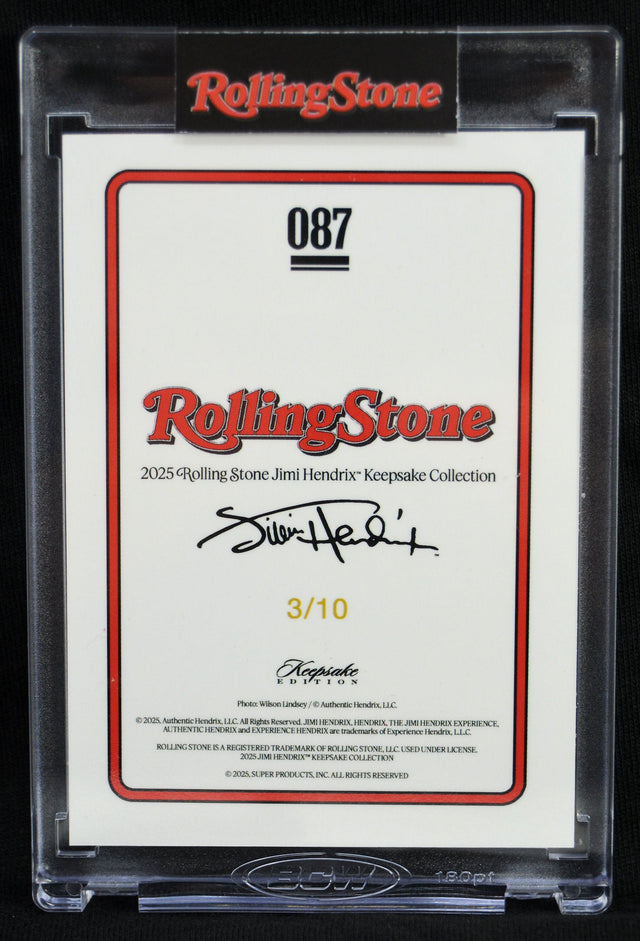 RollingStone
087
RollingStone
2025 Rolling Stone Jimi Hendrix™ Keepsake Collection
Jimi Hendrix
3/10
Keepsake
EDITION
Photo: Wilson Lindsey / © Authentic Hendrix, LLC.
© 2025, Authentic Hendrix, LLC. All Rights Reserved. JIMI HENDRIX, HENDRIX, THE JIMI HENDRIX EXPERIENCE,
AUTHENTIC HENDRIX and EXPERIENCE HENDRIX are trademarks of Experience Hendrix, L.L.C.
ROLLING STONE IS A REGISTERED TRADEMARK OF ROLLING STONE, LLC. USED UNDER LICENSE.
2025 JIMI HENDRIX™ KEEPSAKE COLLECTION
© 2025, SUPER PRODUCTS, INC. ALL RIGHTS RESERVED
BCW
180pt